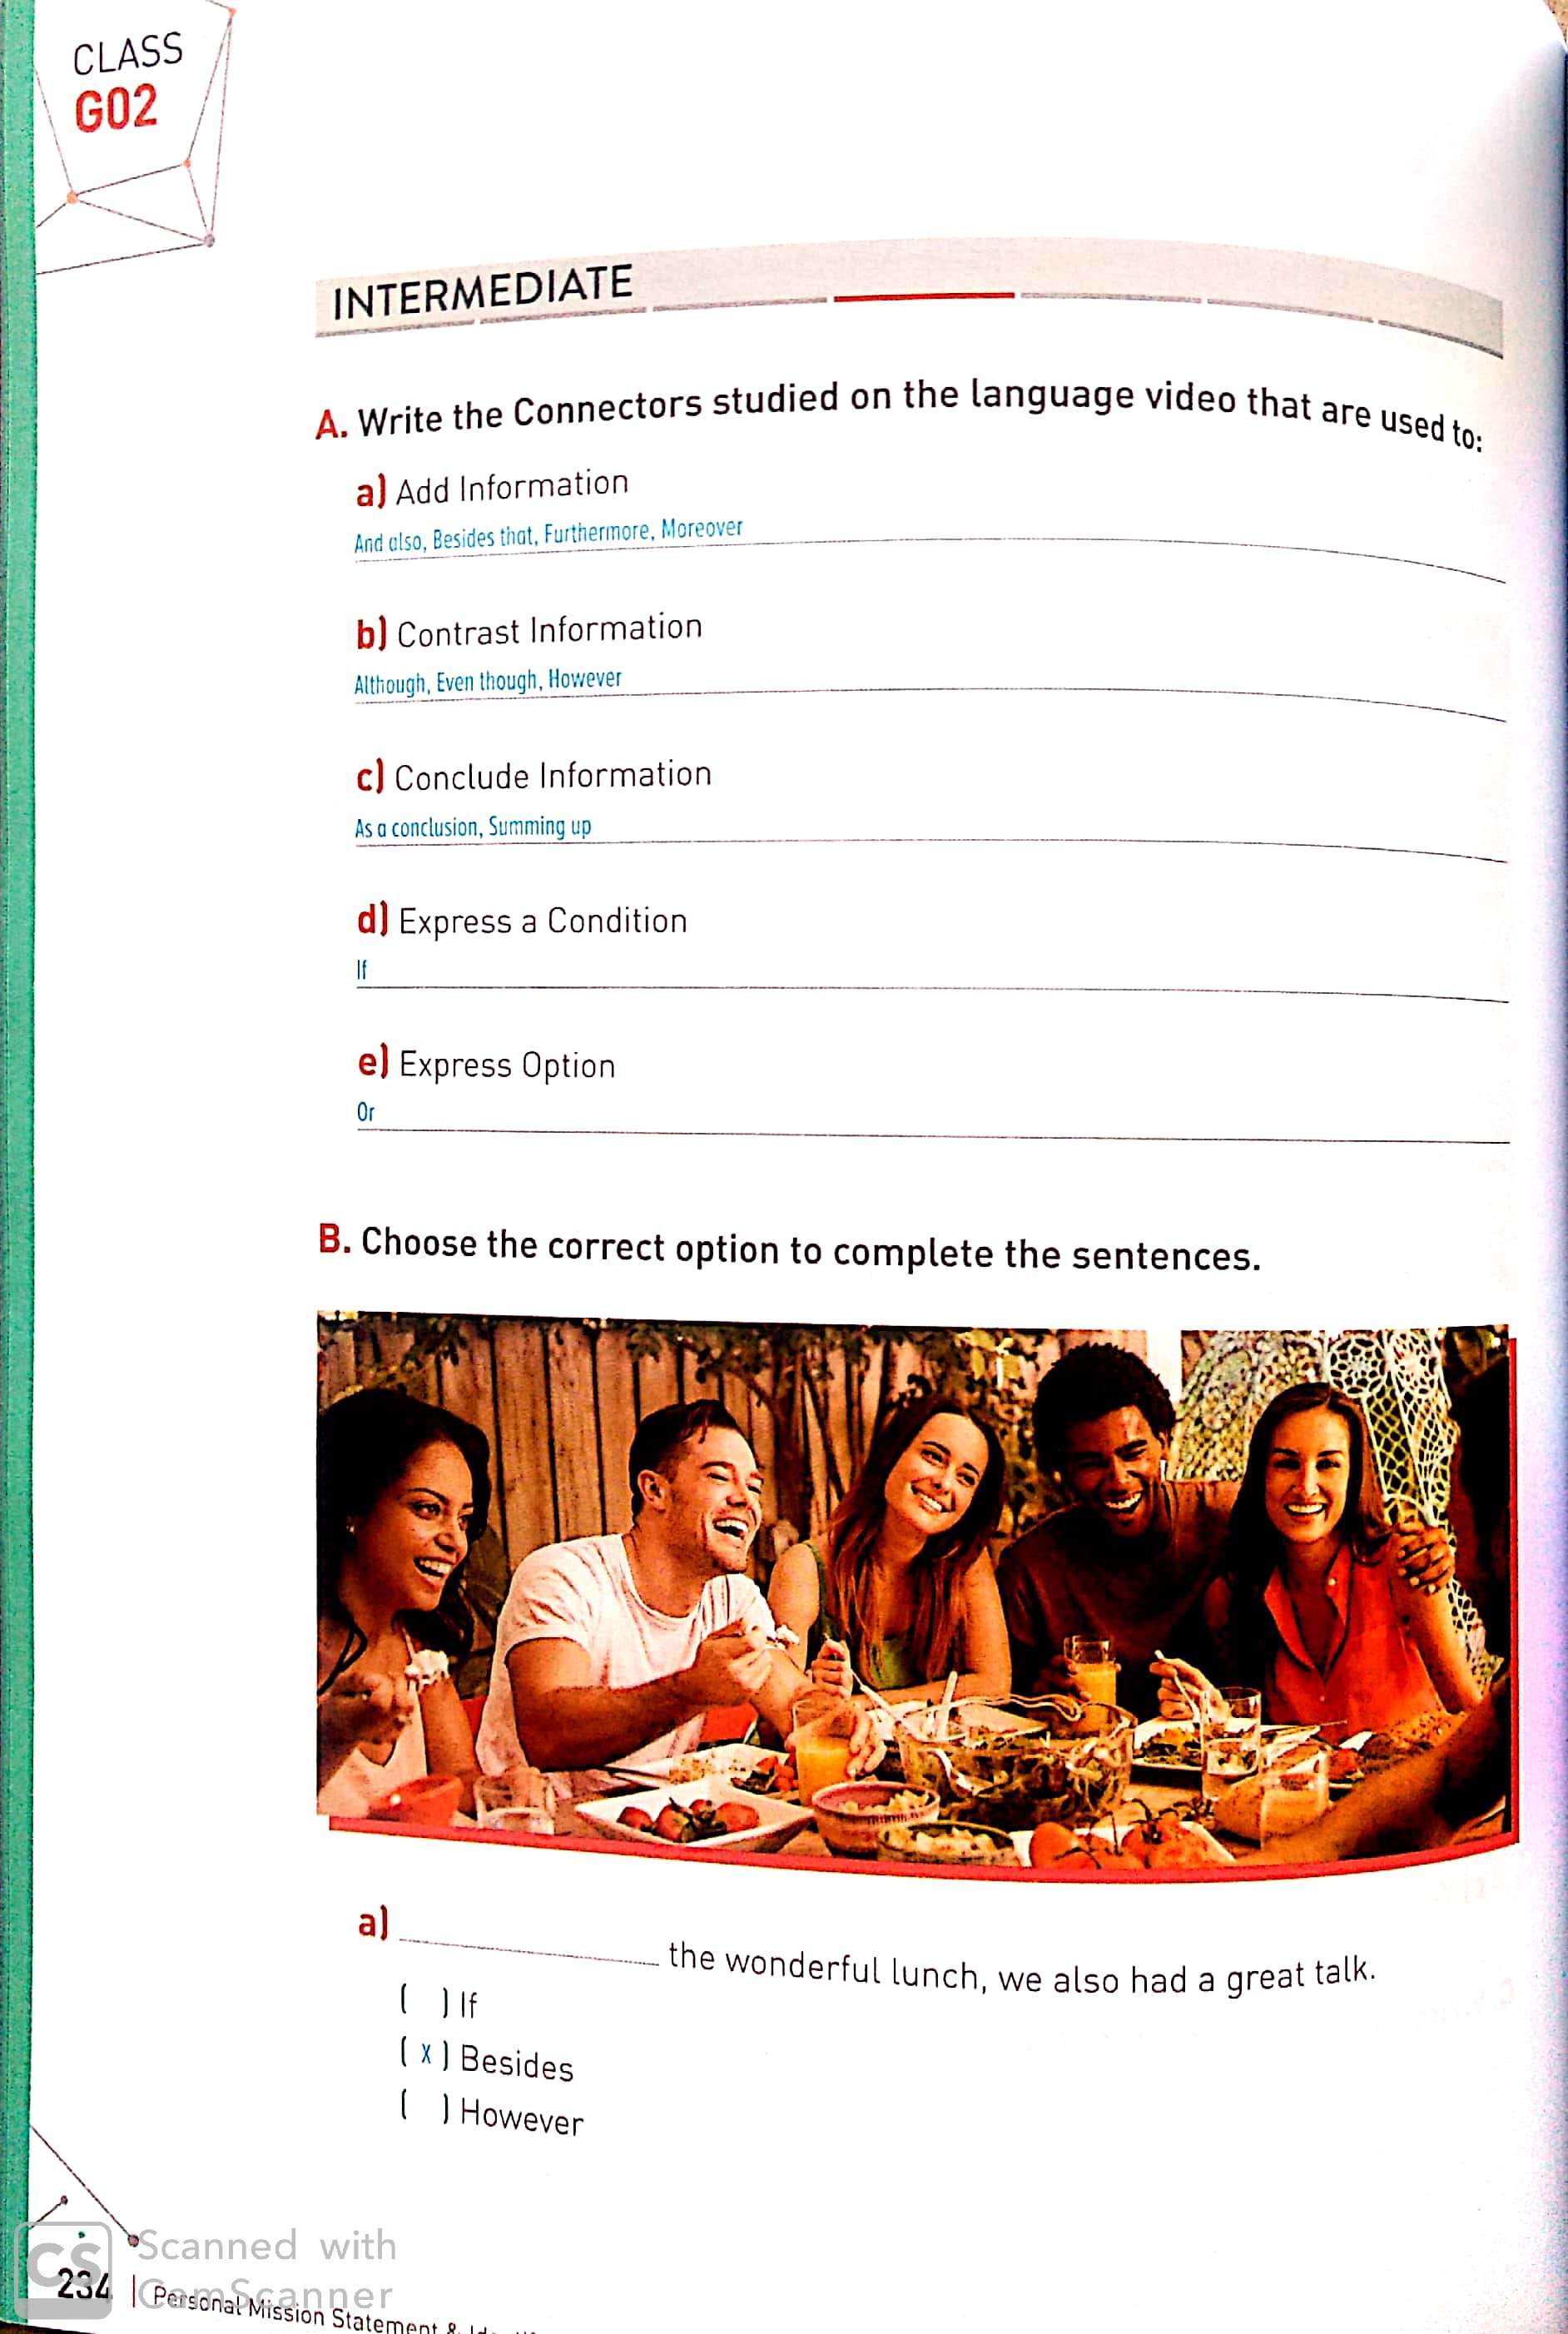 CLASS
G02
INTERMEDIATE
A. Write the Connectors studied on the language video that are used to:
a) Add Information
And also, Besides that, Furthermore, Moreover
b) Contrast Information
Although, Even though, However
c) Conclude Information
As a conclusion, Summing up
d) Express a Condition
If
e) Express Option
Or
B. Choose the correct option to complete the sentences.
a) ____________ the wonderful lunch, we also had a great talk.
( ) If
( x ) Besides
( ) However
CS
Scanned with
CamScanner
234 | Personal Mission Statement &